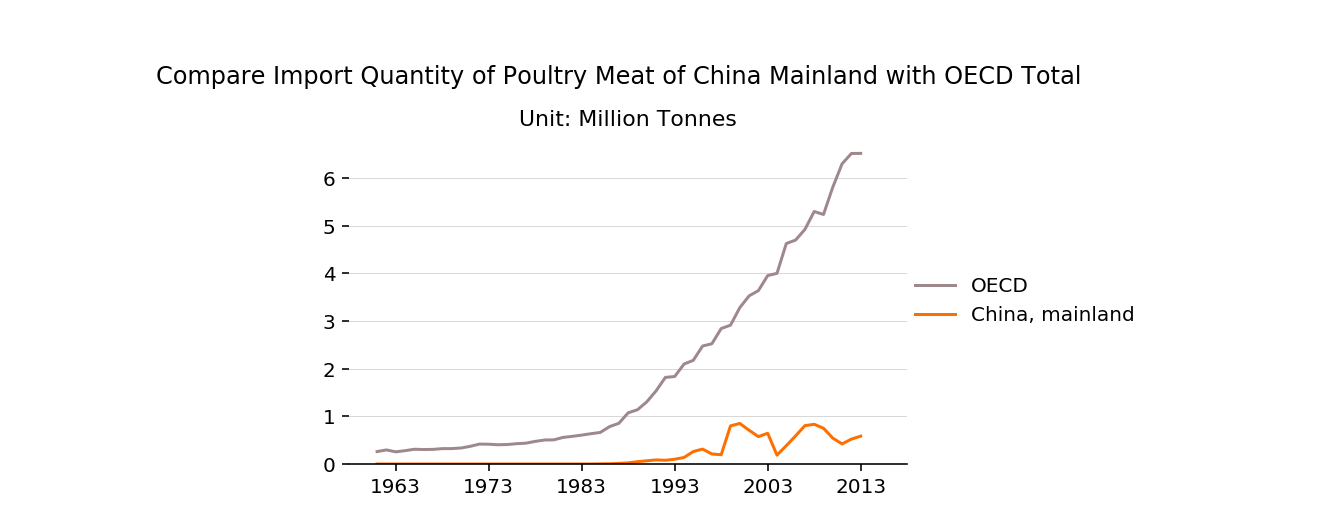 Compare Import Quantity of Poultry Meat of China Mainland with OECD Total
Unit: Million Tonnes
6
5
4
3
2
1
0
1963 1973 1983 1993 2003 2013
OECD
China, mainland